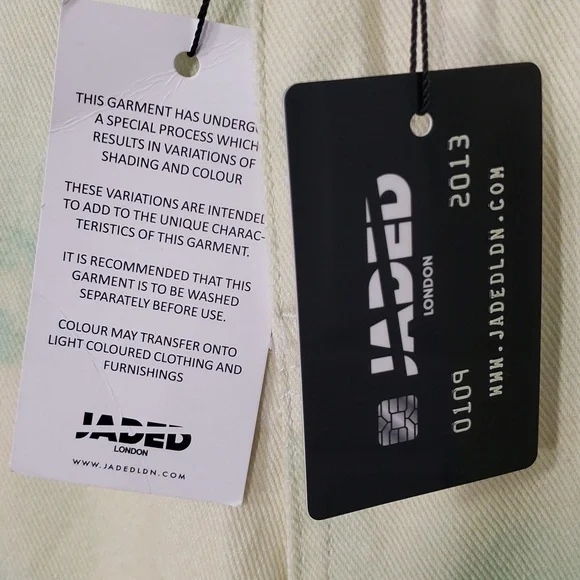 THIS GARMENT HAS UNDERG
A SPECIAL PROCESS WHICH
RESULTS IN VARIATIONS OF
SHADING AND COLOUR
THESE VARIATIONS ARE INTENDED
TO ADD TO THE UNIQUE CHARAC-
TERISTICS OF THIS GARMENT.
IT IS RECOMMENDED THAT THIS
GARMENT IS TO BE WASHED
SEPARATELY BEFORE USE.
COLOUR MAY TRANSFER ONTO
LIGHT COLOURED CLOTHING AND
FURNISHINGS
JADED
LONDON
WWW.JADEDLDN.COM
JADED
LONDON
0109 2013
WWW.JADEDLDN.COM